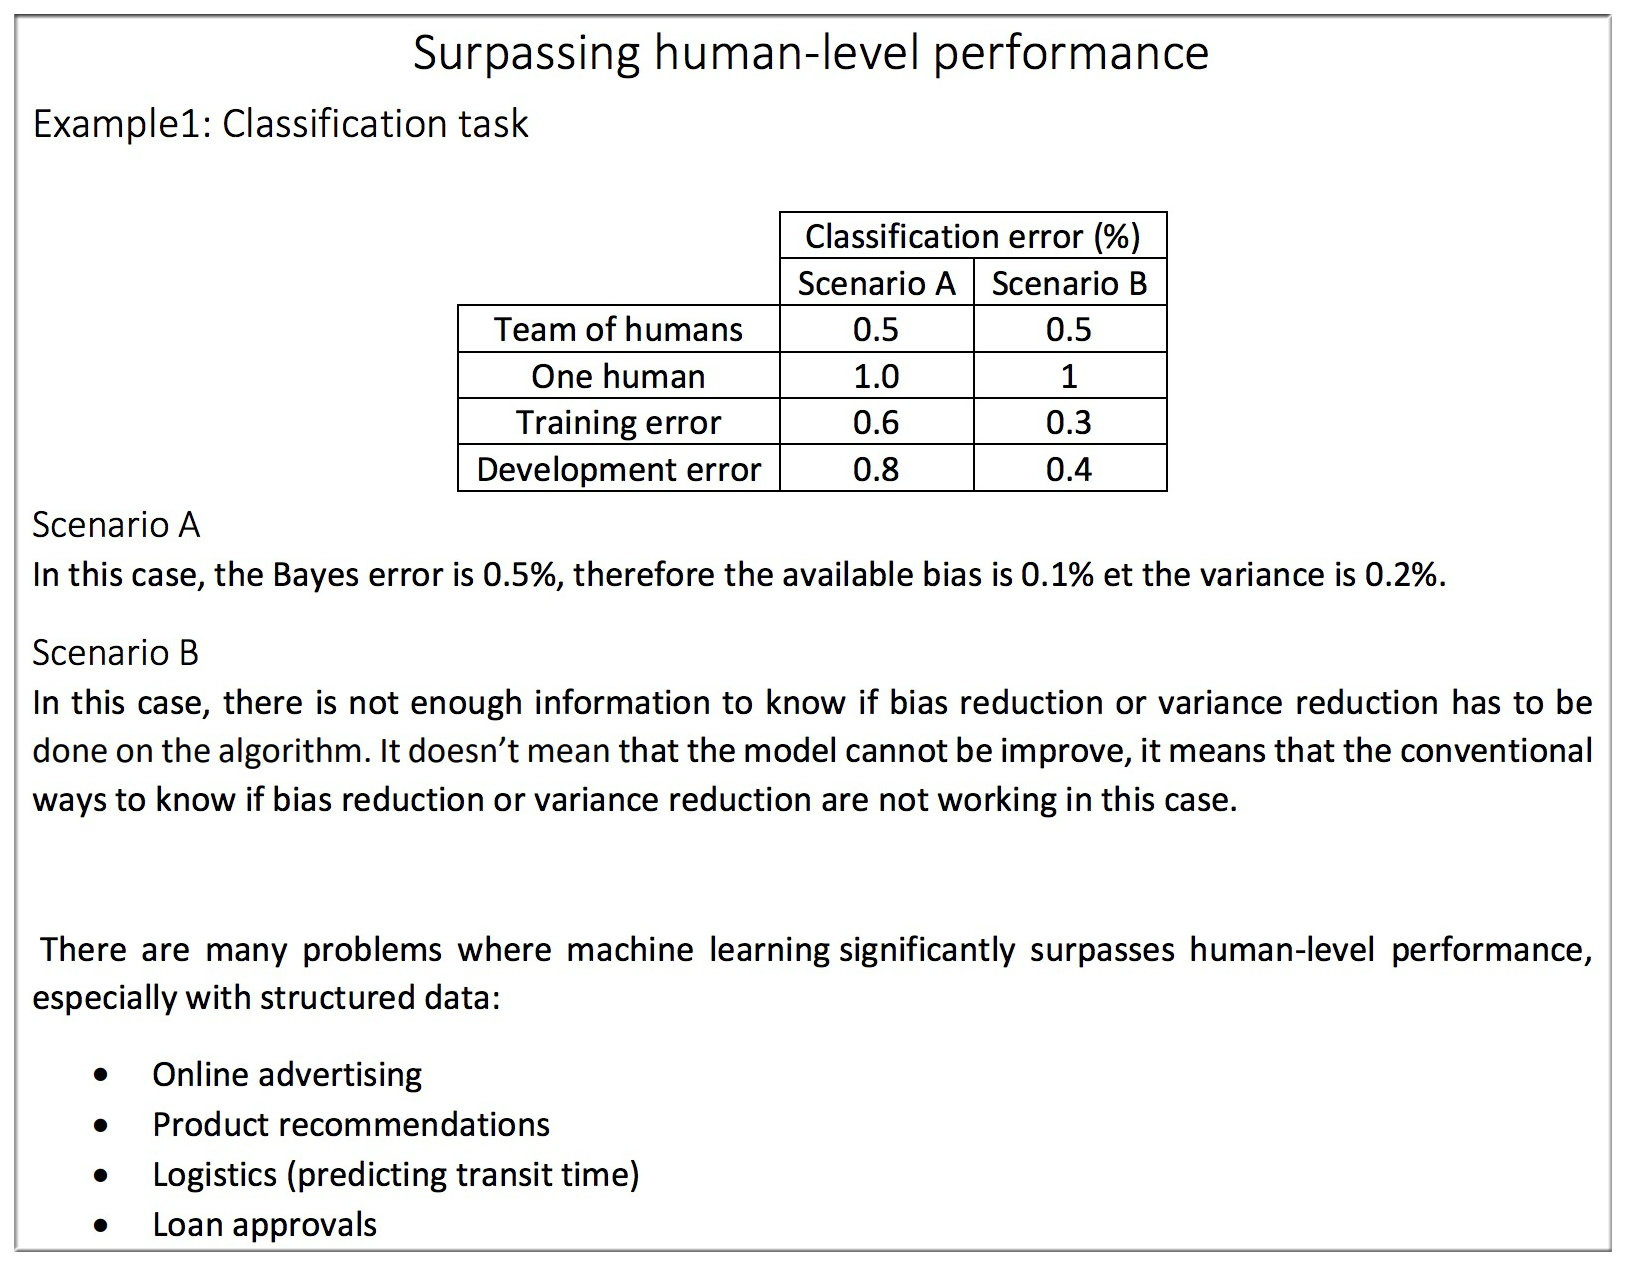 Surpassing human-level performance
Example1: Classification task
Classification error (%)
Scenario A Scenario B
Team of humans 0.5 0.5
One human 1.0 1
Training error 0.6 0.3
Development error 0.8 0.4
Scenario A
In this case, the Bayes error is 0.5%, therefore the available bias is 0.1% et the variance is 0.2%.
Scenario B
In this case, there is not enough information to know if bias reduction or variance reduction has to be
done on the algorithm. It doesn’t mean that the model cannot be improve, it means that the conventional
ways to know if bias reduction or variance reduction are not working in this case.
There are many problems where machine learning significantly surpasses human-level performance,
especially with structured data:
• Online advertising
• Product recommendations
• Logistics (predicting transit time)
• Loan approvals